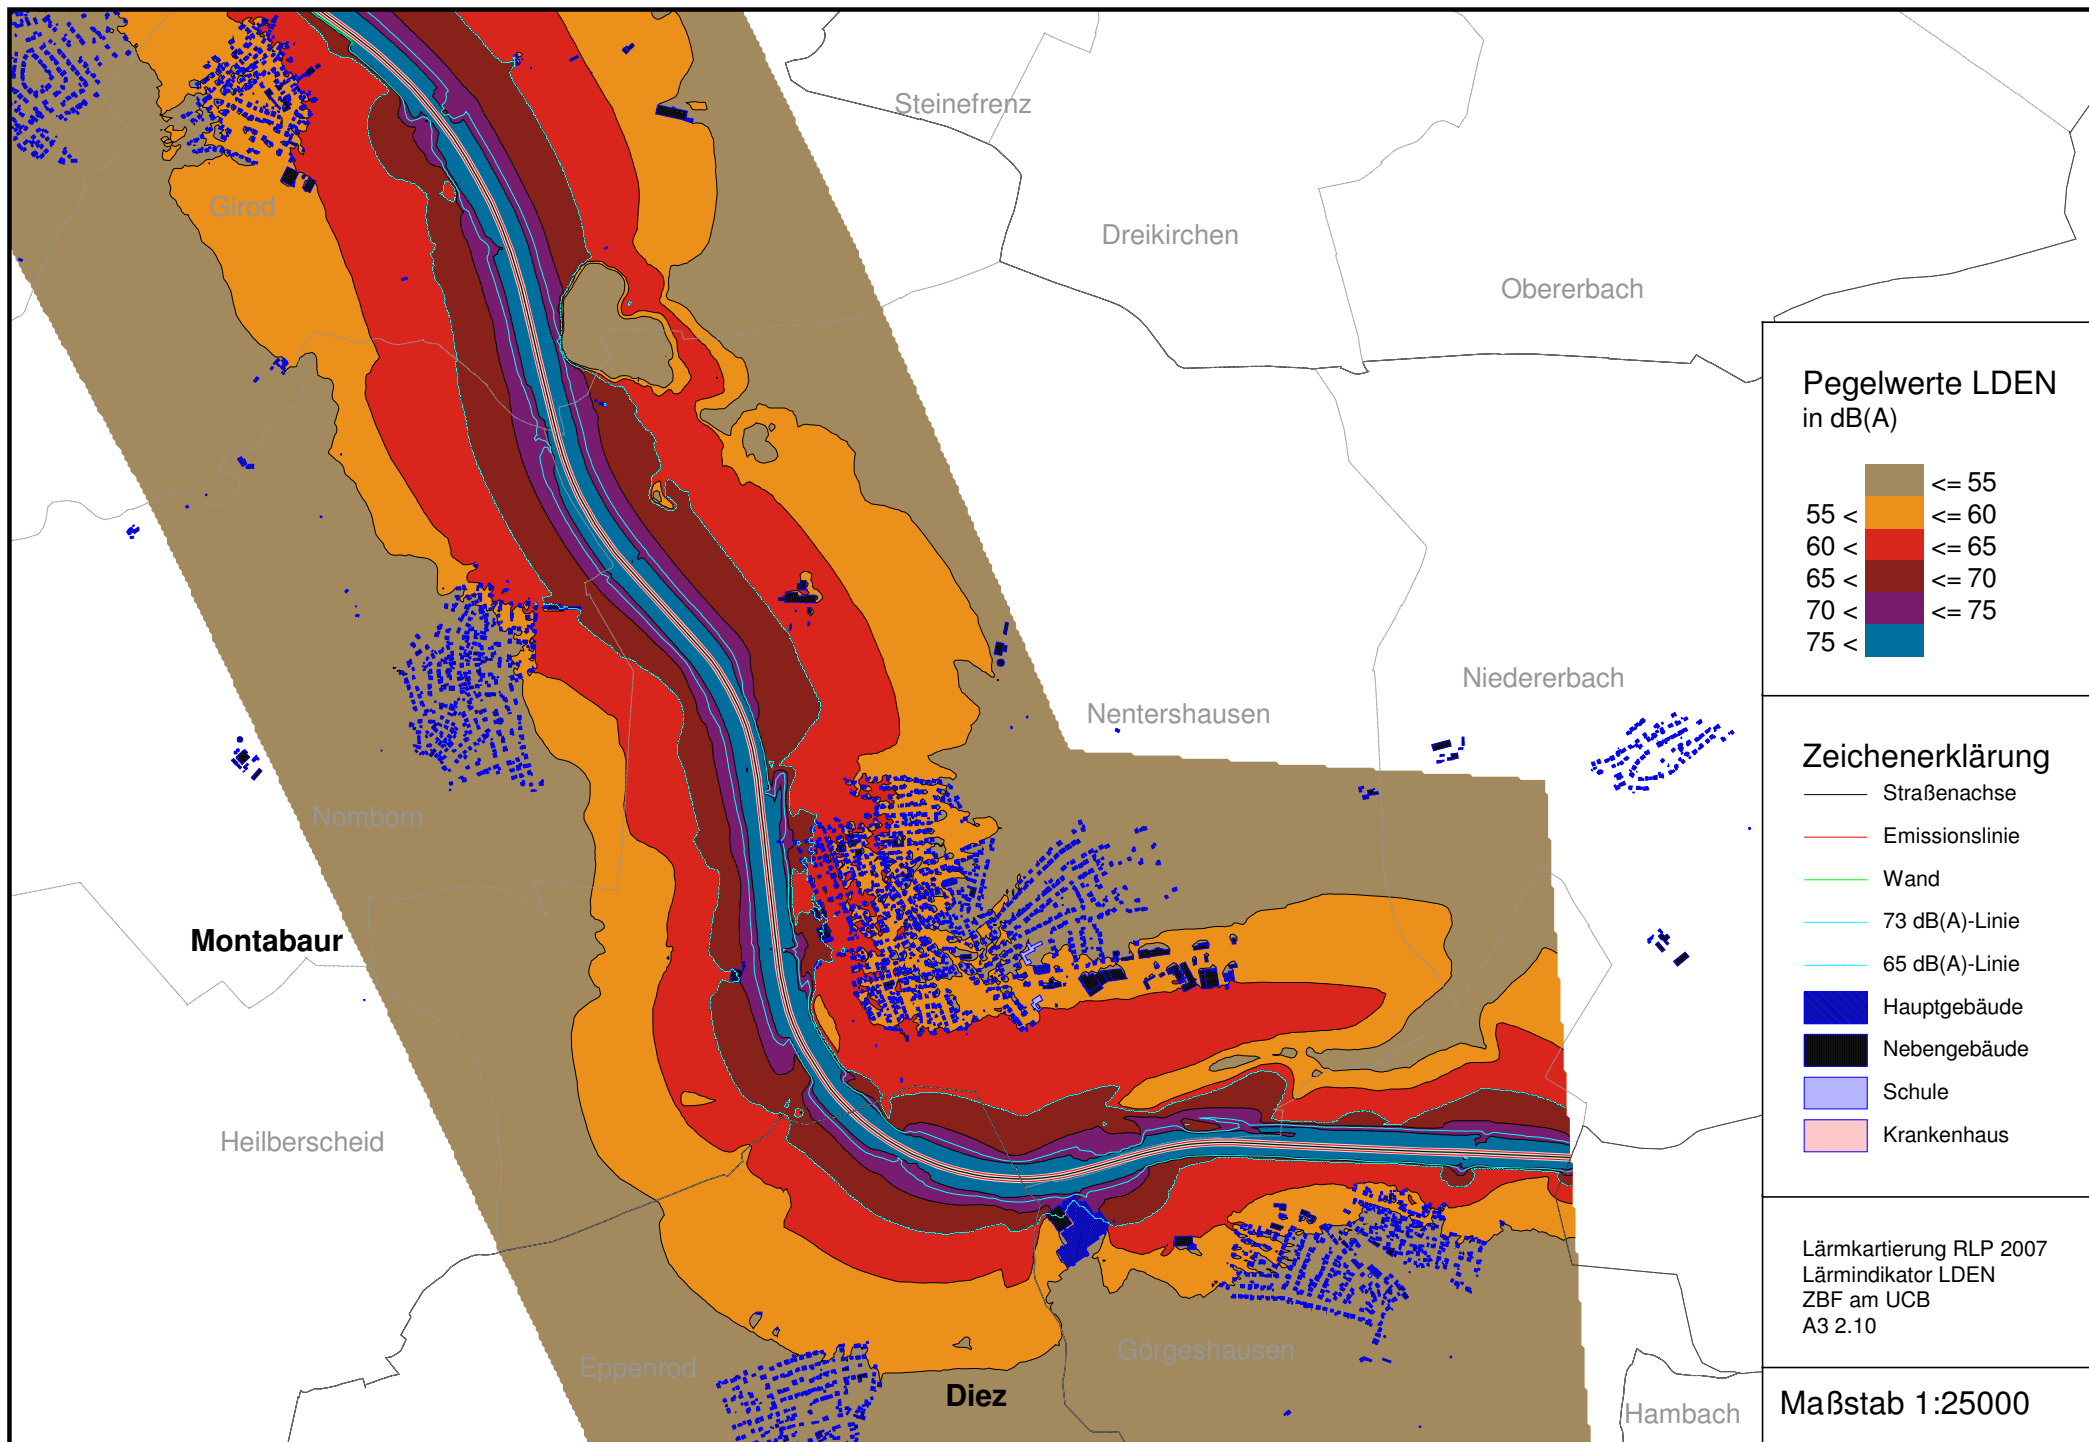 Steinefrenz
Girod
Dreikirchen
Obererbach
Niedererbach
Nentershausen
Nomborn
Montabaur
Heilberscheid
Eppenrod
Görgeshausen
Diez
Hambach
Pegelwerte LDEN
in dB(A)
<= 55
55 < <= 60
60 < <= 65
65 < <= 70
70 < <= 75
75 <
Zeichenerklärung
Straßenachse
Emissionslinie
Wand
73 dB(A)-Linie
65 dB(A)-Linie
Hauptgebäude
Nebengebäude
Schule
Krankenhaus
Lärmkartierung RLP 2007
Lärmindikator LDEN
ZBF am UCB
A3 2.10
Maßstab 1:25000